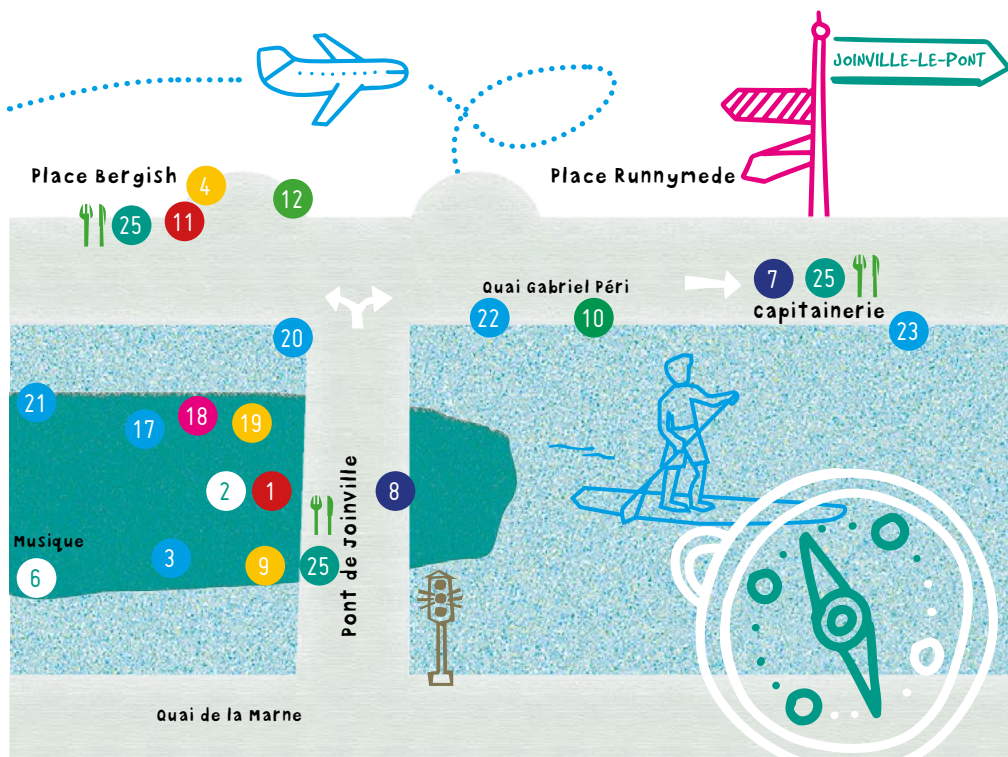 JOINVILLE-LE-PONT
Place Bergish
4
Place Runnymede
12
25
11
7
25
Quai Gabriel Péri
capitainerie
22
10
23
20
21
17
18
19
2
1
8
Pont de Joinville
Musique
3
9
25
6
Quai de la Marne